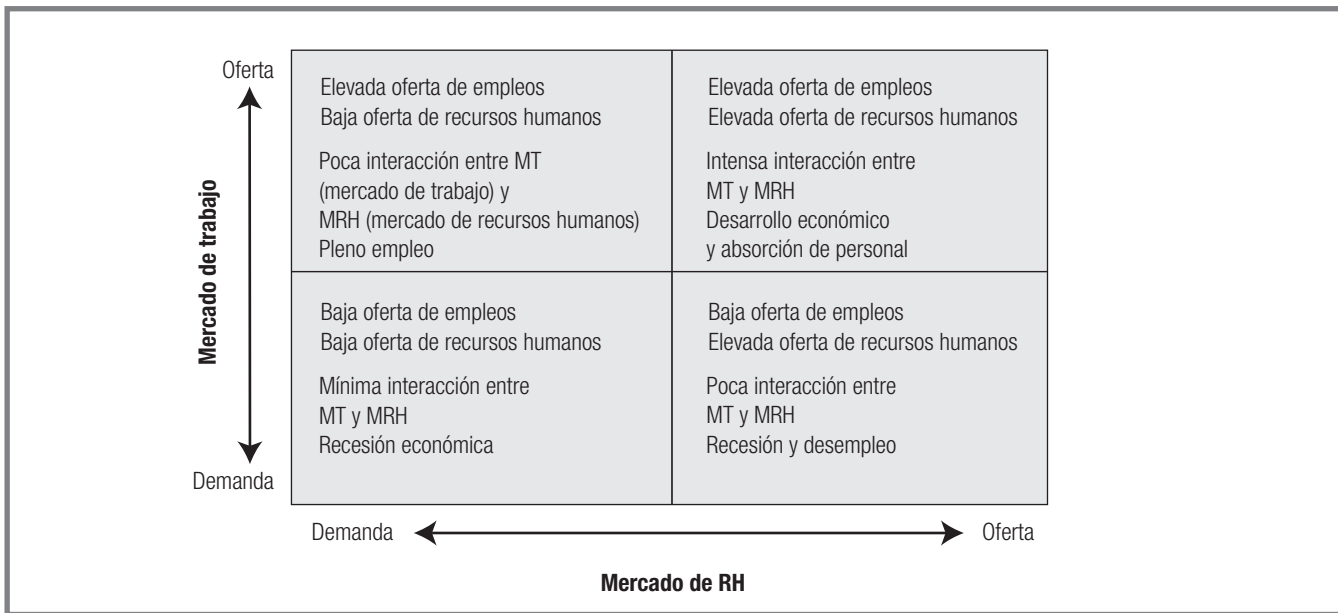 Oferta
Elevada oferta de empleos
Baja oferta de recursos humanos
Poca interacción entre MT
(mercado de trabajo) y
MRH (mercado de recursos humanos)
Pleno empleo
Elevada oferta de empleos
Elevada oferta de recursos humanos
Intensa interacción entre
MT y MRH
Desarrollo económico
y absorción de personal
Mercado de trabajo
Baja oferta de empleos
Baja oferta de recursos humanos
Mínima interacción entre
MT y MRH
Recesión económica
Baja oferta de empleos
Elevada oferta de recursos humanos
Poca interacción entre
MT y MRH
Recesión y desempleo
Demanda
Demanda
Oferta
Mercado de RH